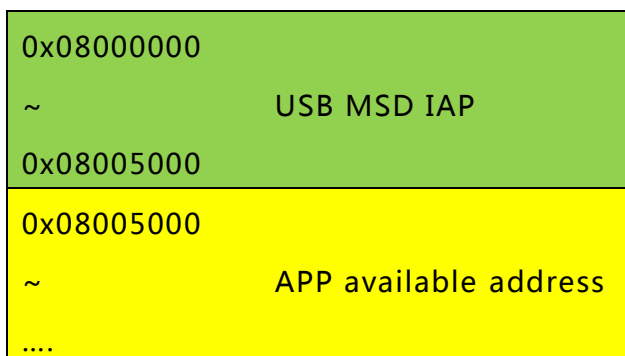 0x08000000
~ USB MSD IAP
0x08005000
0x08005000
~ APP available address
....